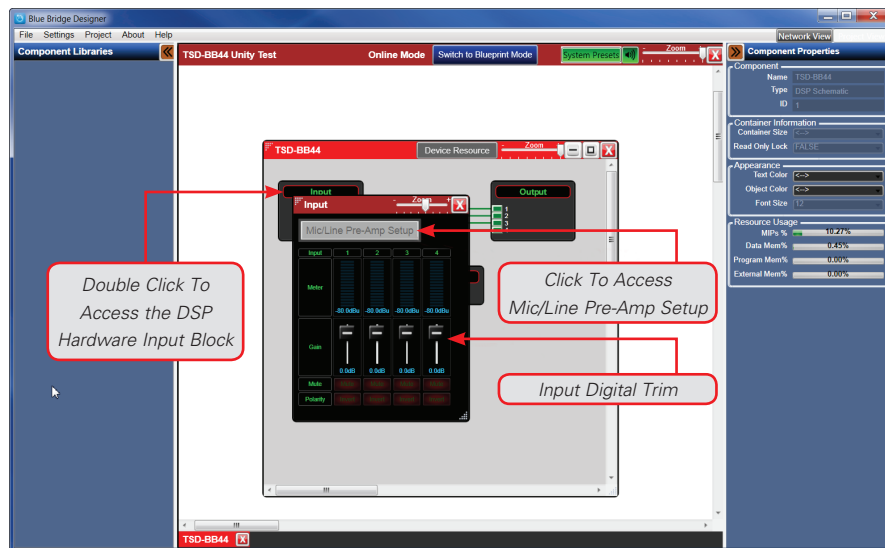 Blue Bridge Designer
File Settings Project About Help
Network View
Component Libraries
TSD-BB44 Unity Test
Online Mode
Switch to Blueprint Mode
System Presets
- Zoom
Component Properties
Component
Name TSD-BB44
Type DSP Schematic
ID 1
Container Information
Container Size <-->
Read Only Lock FALSE
Appearance
Text Color <-->
Object Color <-->
Font Size 12
Resource Usage
MIPs % 10.27%
Data Mem% 0.45%
Program Mem% 0.00%
External Mem% 0.00%
TSD-BB44
Device Resource
- Zoom
Input
Output
1
2
3
Input
- Zoom +
Mic/Line Pre-Amp Setup
Input 1 2 3 4
Meter
-80.0dBu -80.0dBu -80.0dBu -80.0dBu
Gain
0.0dB 0.0dB 0.0dB 0.0dB
Mute
Polarity
Double Click To
Access the DSP
Hardware Input Block
Click To Access
Mic/Line Pre-Amp Setup
Input Digital Trim
TSD-BB44